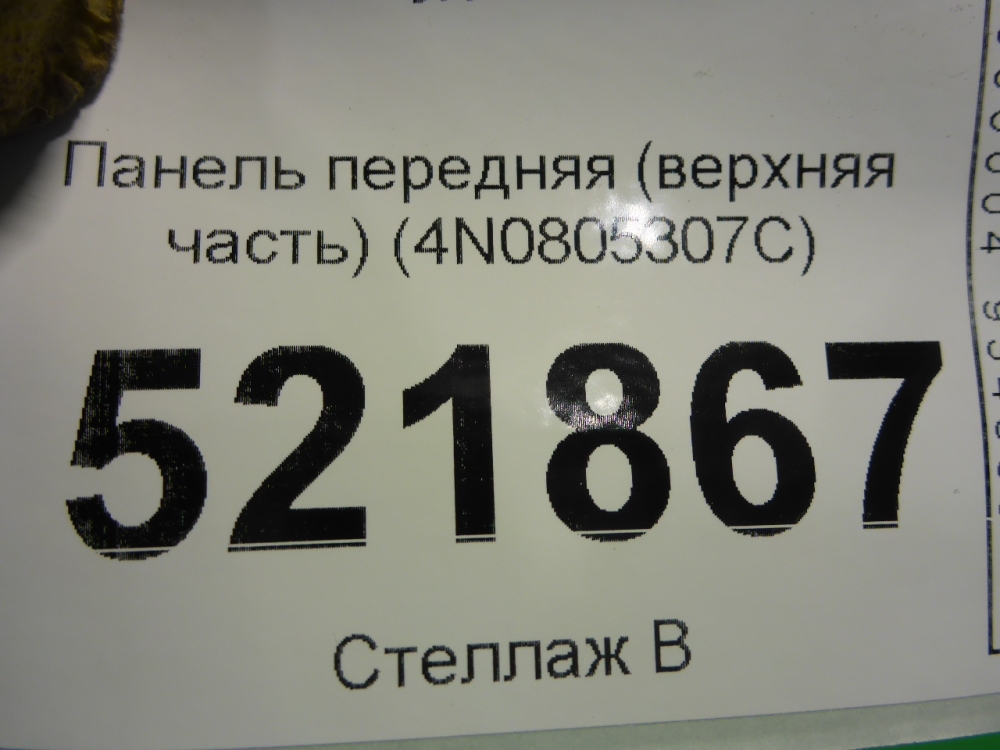 Панель передняя (верхняя
часть) (4N0805307C)
521867
Стеллаж В